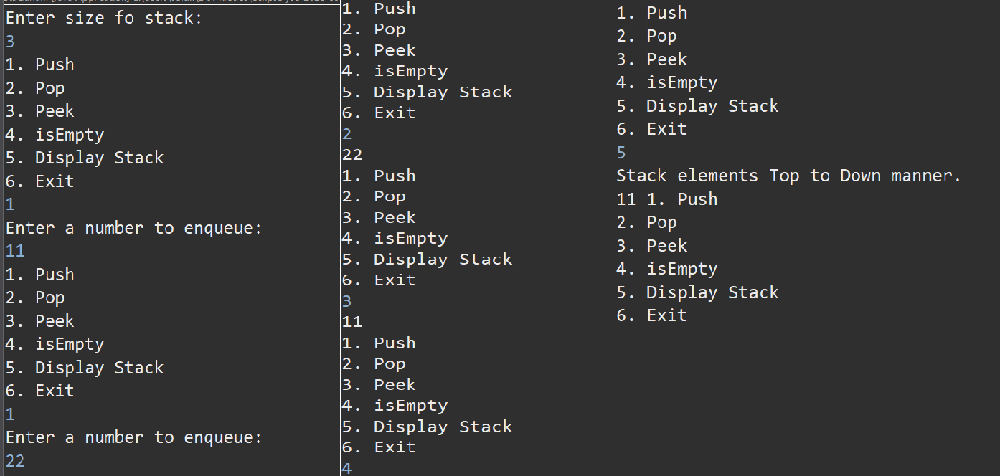 Enter size fo stack:
3
1. Push
2. Pop
3. Peek
4. isEmpty
5. Display Stack
6. Exit
1
Enter a number to enqueue:
11
1. Push
2. Pop
3. Peek
4. isEmpty
5. Display Stack
6. Exit
1
Enter a number to enqueue:
22
1. Push
2. Pop
3. Peek
4. isEmpty
5. Display Stack
6. Exit
2
22
1. Push
2. Pop
3. Peek
4. isEmpty
5. Display Stack
6. Exit
3
11
1. Push
2. Pop
3. Peek
4. isEmpty
5. Display Stack
6. Exit
4
1. Push
2. Pop
3. Peek
4. isEmpty
5. Display Stack
6. Exit
5
Stack elements Top to Down manner.
11 1. Push
2. Pop
3. Peek
4. isEmpty
5. Display Stack
6. Exit